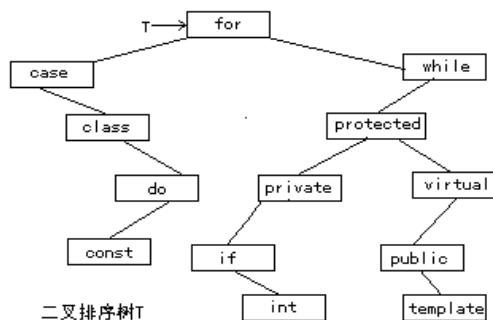 T
for
case
while
class
protected
do
private
virtual
const
if
public
int
template
二叉排序树T